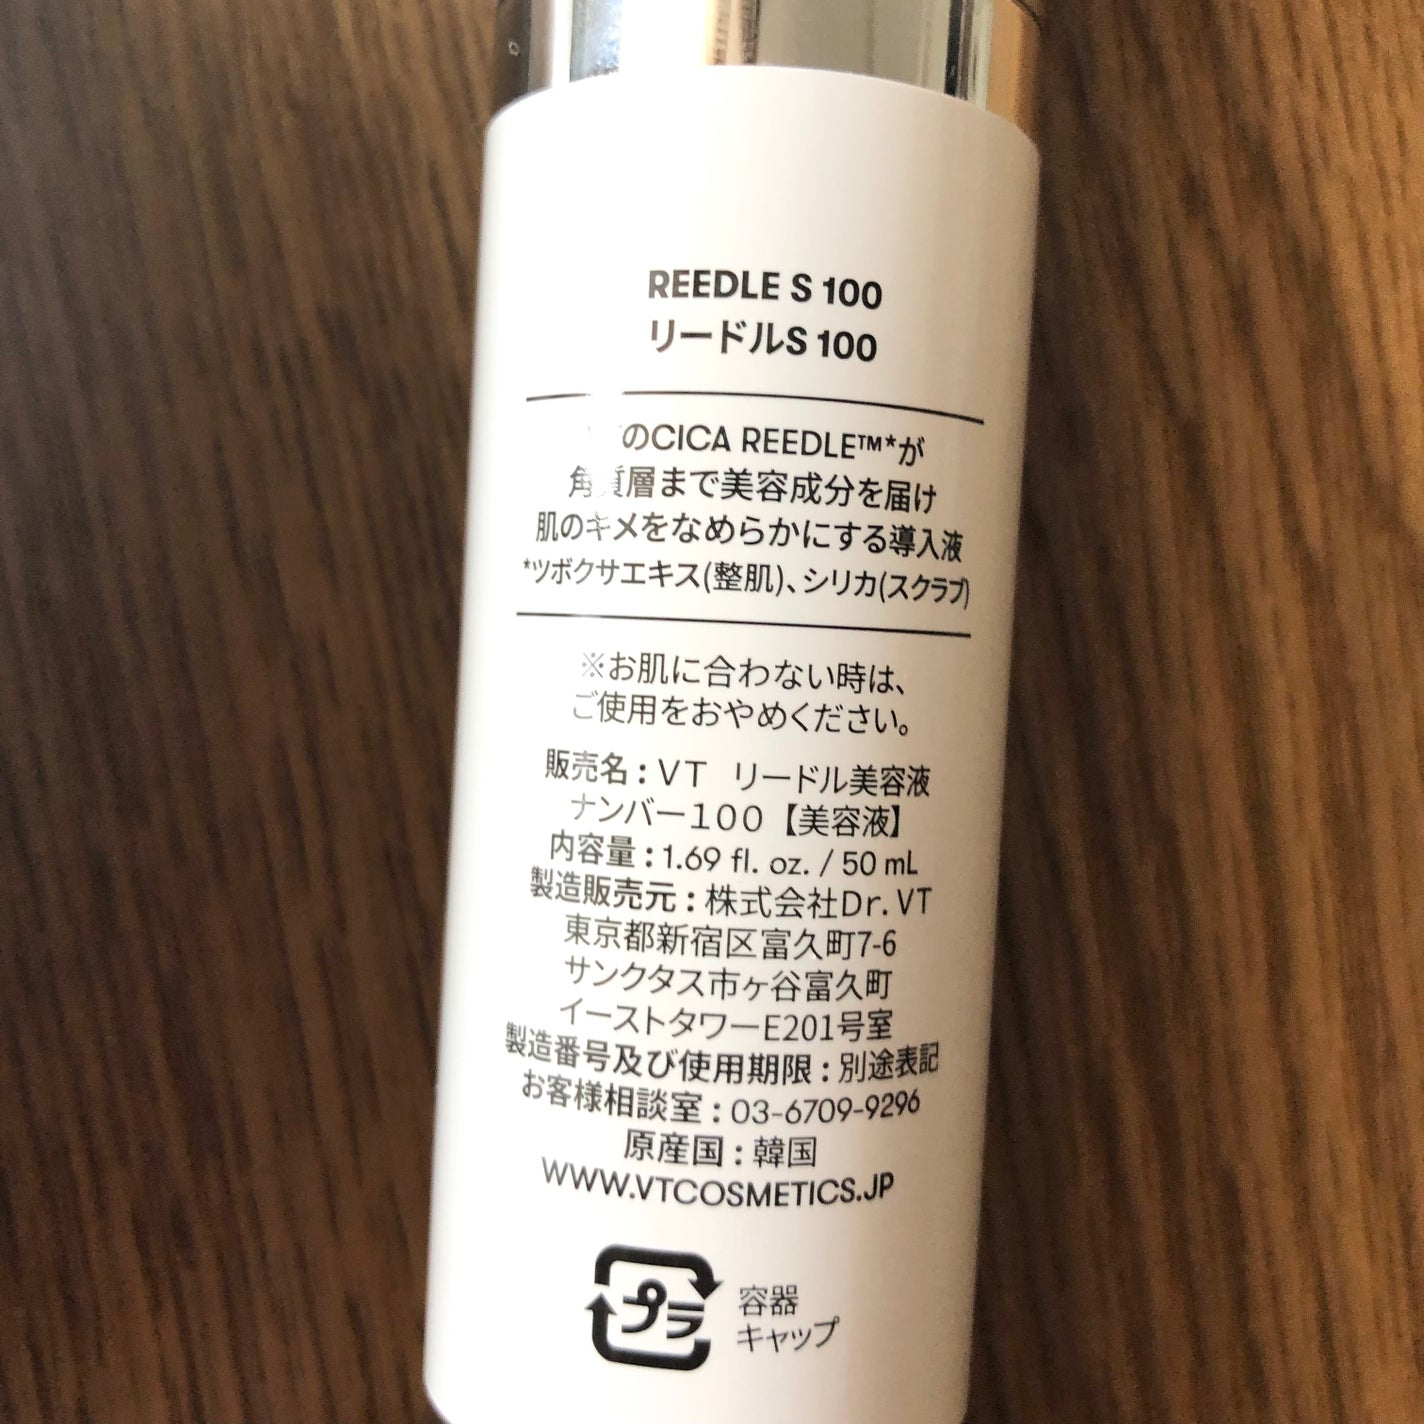 REEDLE S 100
リードルS 100
のCICA REEDLE™*が
角質層まで美容成分を届け
肌のキメをなめらかにする導入液
*ツボクサエキス(整肌)、シリカ(スクラブ)
※お肌に合わない時は、
ご使用をおやめください。
販売名：ＶＴ　リードル美容液
ナンバー１００【美容液】
内容量：1.69 fl. oz. / 50 mL
製造販売元：株式会社Dr. VT
東京都新宿区富久町7-6
サンクタス市ヶ谷富久町
イーストタワーE201号室
製造番号及び使用期限：別途表記
お客様相談室：03-6709-9296
原産国：韓国
WWW.VTCOSMETICS.JP
プラ
容器
キャップ